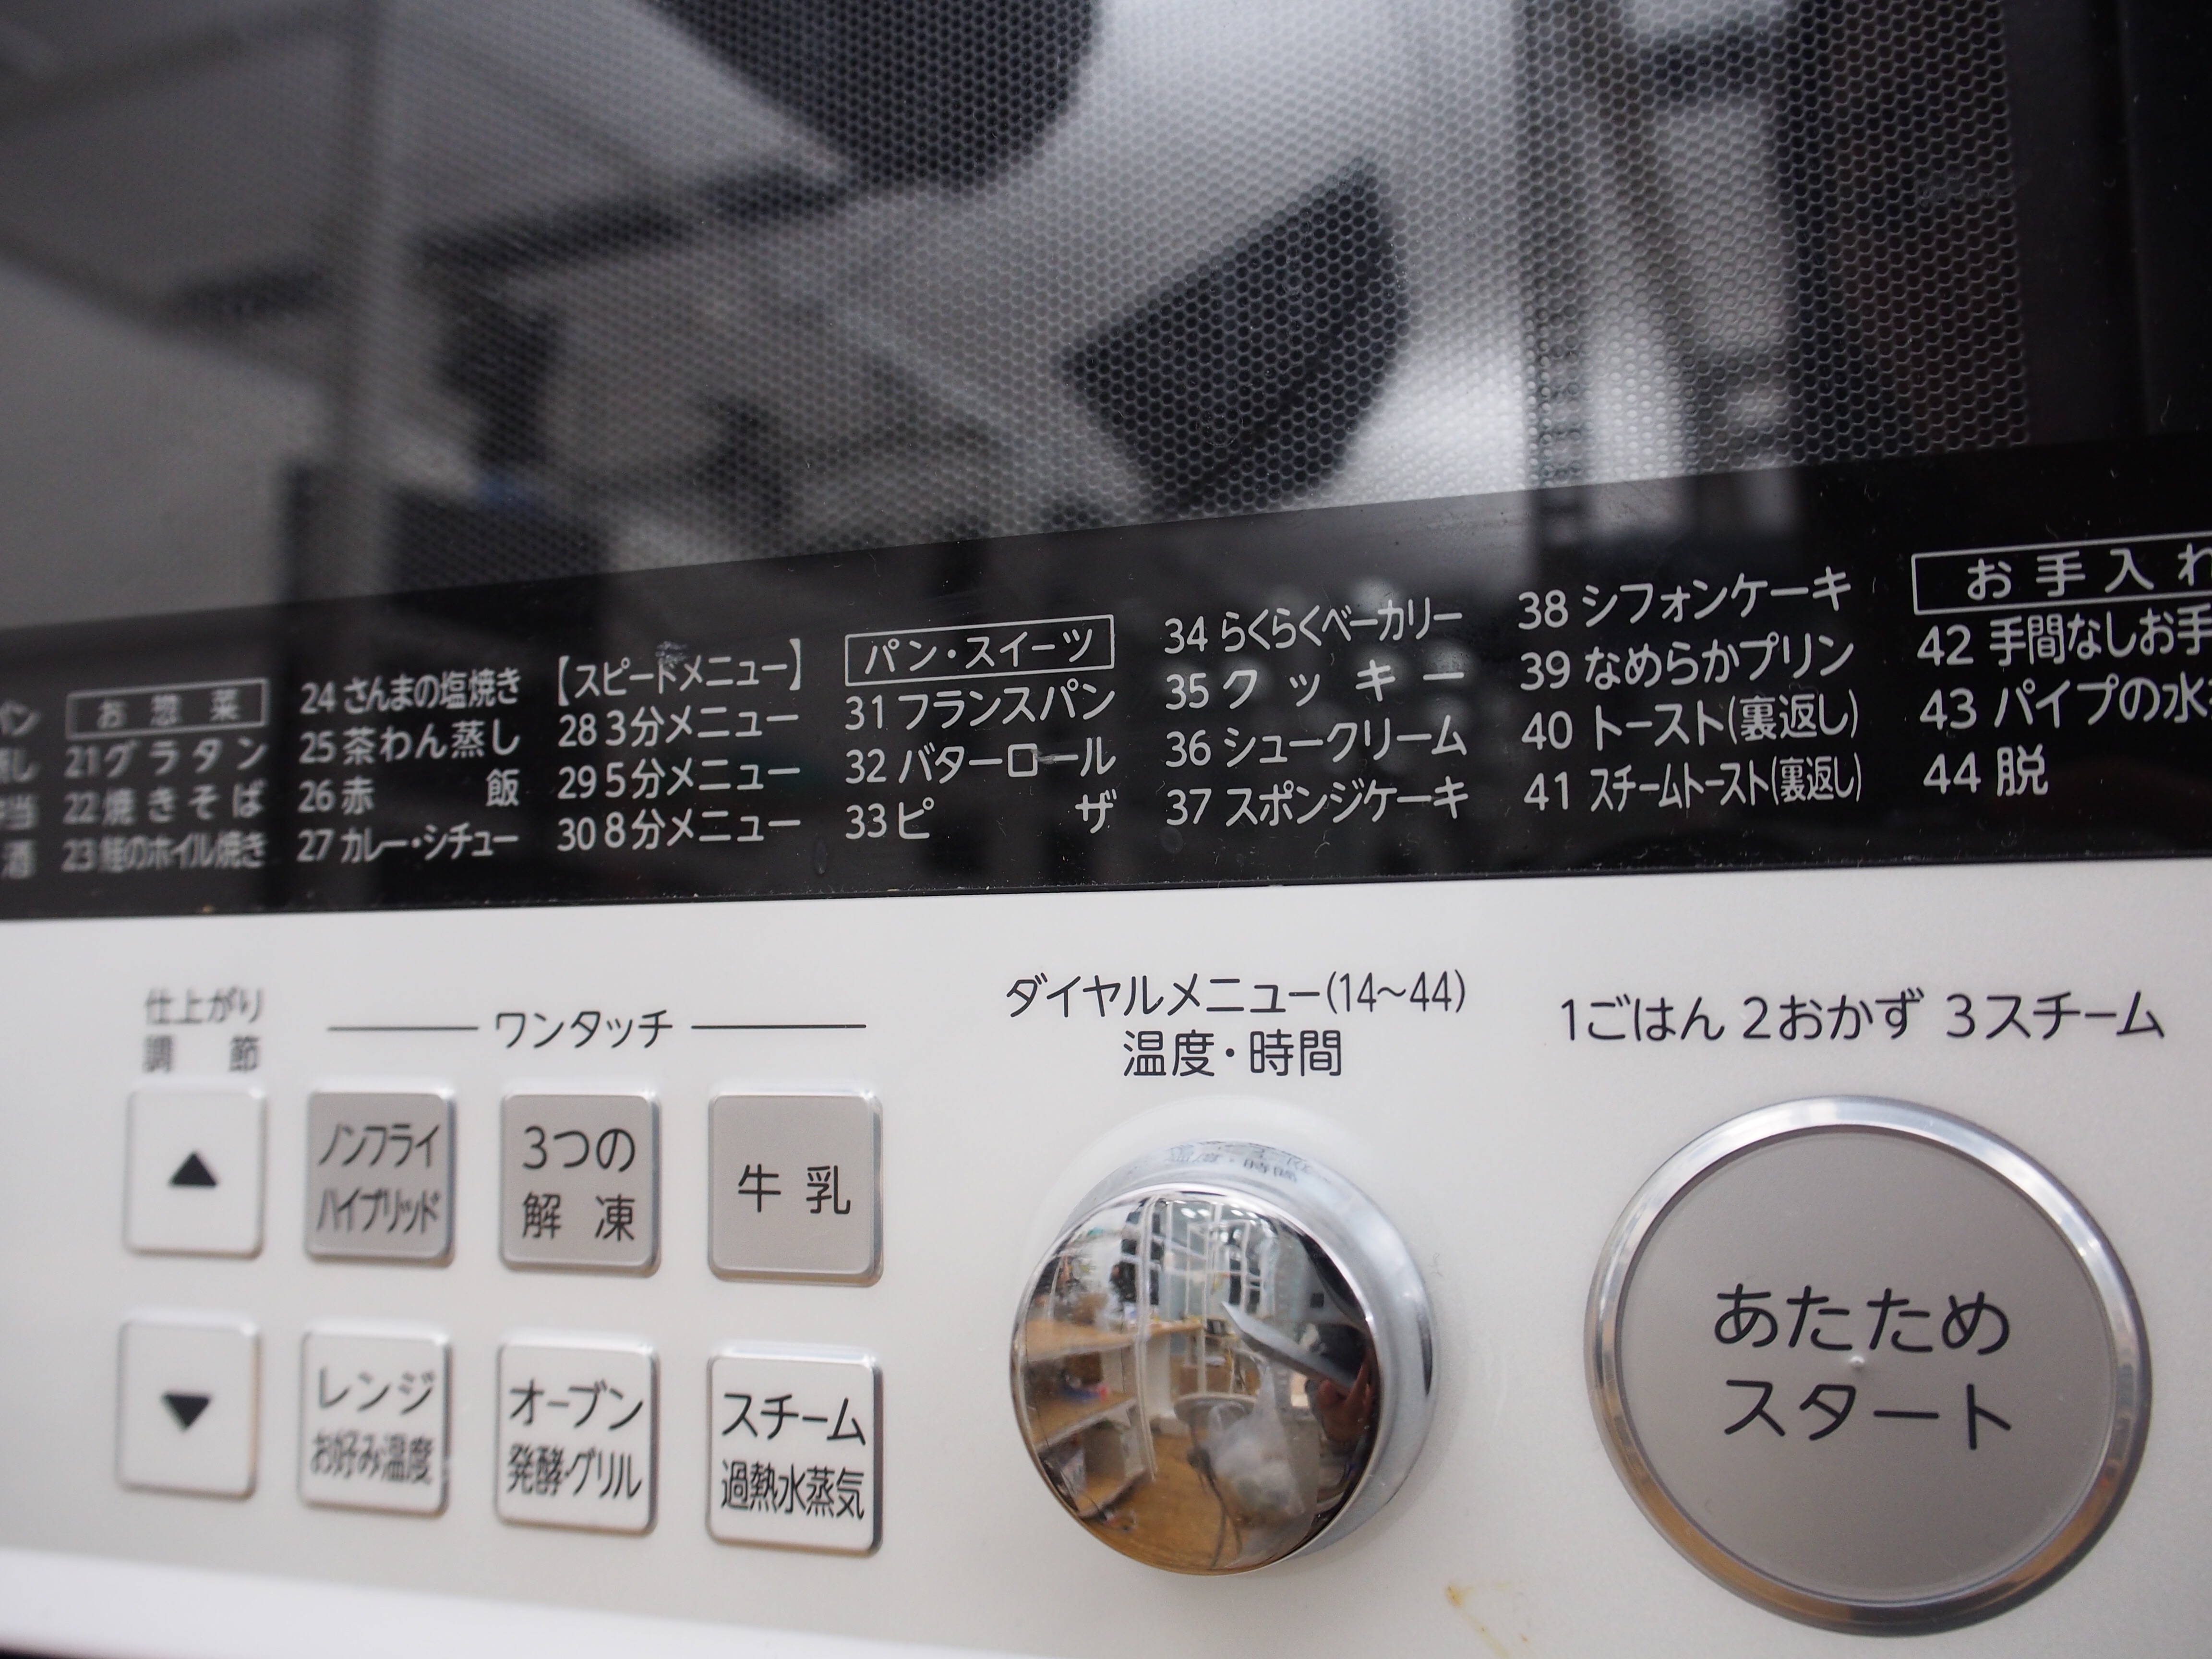 お惣菜
21 グラタン
22 焼きそば
23 鮭のホイル焼き
24 さんまの塩焼き
25 茶わん蒸し
26 赤飯
27 カレー・シチュー
【スピードメニュー】
28 3分メニュー
29 5分メニュー
30 8分メニュー
パン・スイーツ
31 フランスパン
32 バターロール
33 ピザ
34 らくらくベーカリー
35 クッキー
36 シュークリーム
37 スポンジケーキ
38 シフォンケーキ
39 なめらかプリン
40 トースト(裏返し)
41 スチームトースト(裏返し)
お手入れ
42 手間なしお手
43 パイプの水
44 脱
仕上がり
調節
ワンタッチ
ダイヤルメニュー(14~44)
温度・時間
1ごはん 2おかず 3スチーム
▲
ノンフライ
ハイブリッド
3つの
解凍
牛乳
▼
レンジ
お好み温度
オーブン
発酵・グリル
スチーム
過熱水蒸気
あたため
スタート